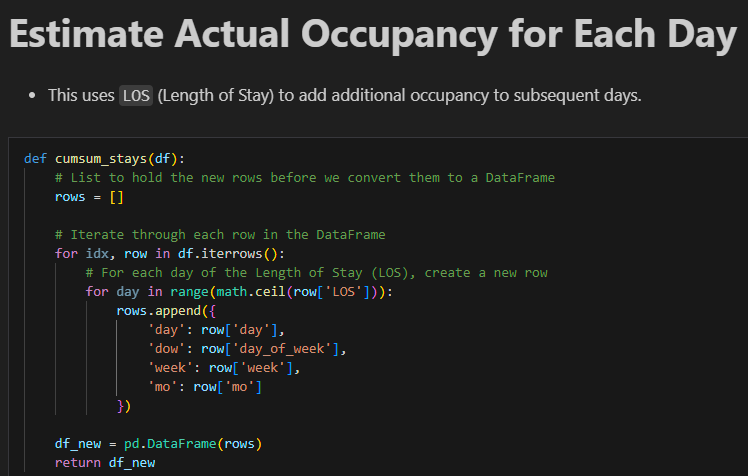 Estimate Actual Occupancy for Each Day
• This uses LOS (Length of Stay) to add additional occupancy to subsequent days.
def cumsum_stays(df):
    # List to hold the new rows before we convert them to a DataFrame
    rows = []
    # Iterate through each row in the DataFrame
    for idx, row in df.iterrows():
        # For each day of the Length of Stay (LOS), create a new row
        for day in range(math.ceil(row['LOS'])):
            rows.append({
                'day': row['day'],
                'dow': row['day_of_week'],
                'week': row['week'],
                'mo': row['mo']
            })
    df_new = pd.DataFrame(rows)
    return df_new